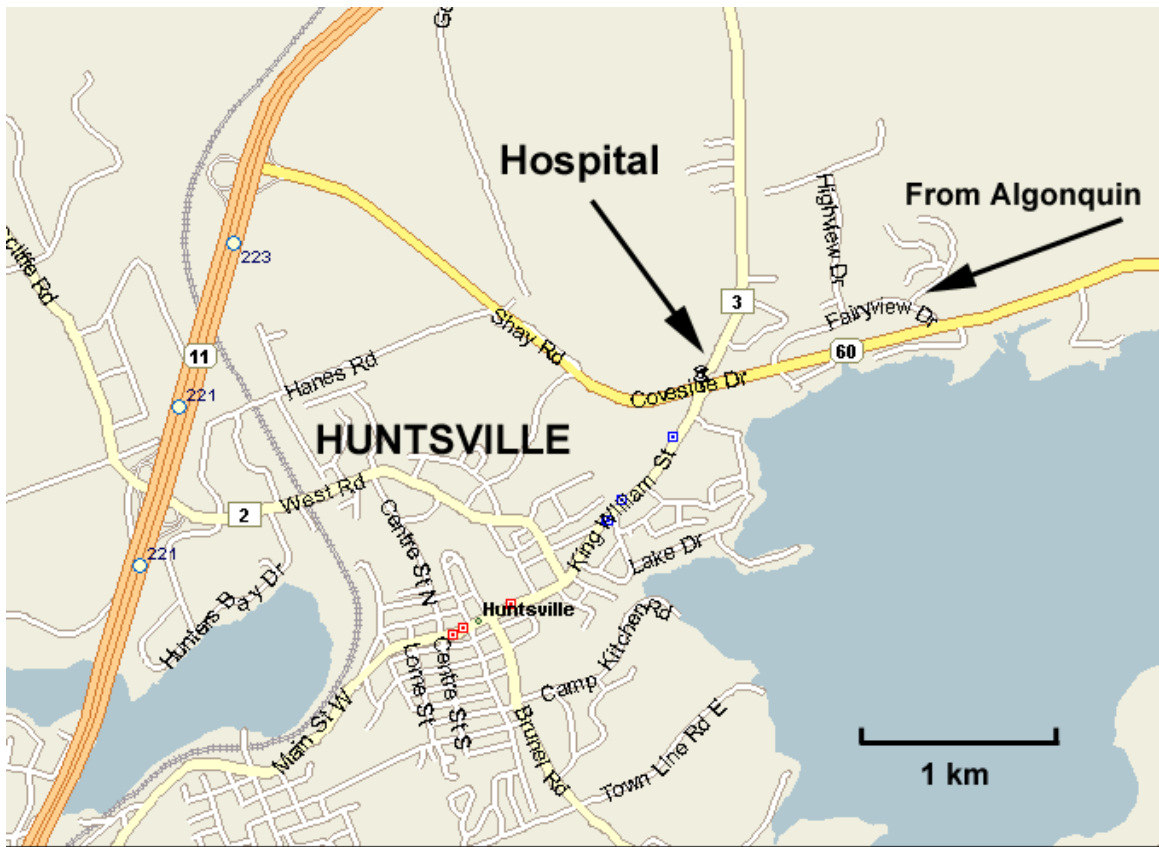 Hospital
From Algonquin
Highview Dr
223
3
Fairyview Dr
cliffe Rd
Shay Rd
11
60
Hanes Rd
Coveside Dr
221
HUNTSVILLE
King William St
West Rd
2
Centre St N
221
Lake Dr
Hunters Bay Dr
Huntsville
Camp Kitchen Rd
Lorne St
Centre St S
Main St W
Brunel Rd
Town Line Rd E
1 km